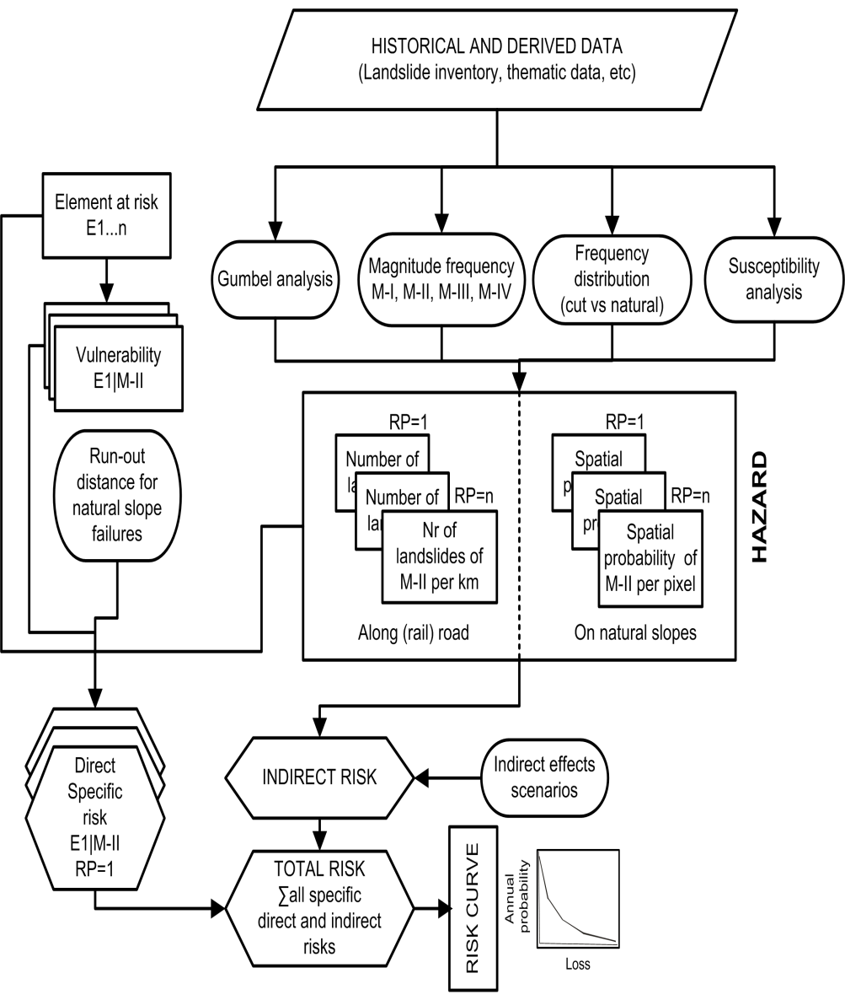 HISTORICAL AND DERIVED DATA
(Landslide inventory, thematic data, etc)
Element at risk
E1...n
Gumbel analysis
Magnitude frequency
M-I, M-II, M-III, M-IV
Frequency
distribution
(cut vs natural)
Susceptibility
analysis
Vulnerability
E1|M-II
Run-out
distance for
natural slope
failures
RP=1
Number of
la
Number of
la
RP=n
Nr of
landslides of
M-II per km
Along (rail) road
RP=1
Spatial
p
Spatial
pr
RP=n
Spatial
probability of
M-II per pixel
On natural slopes
HAZARD
Direct
Specific
risk
E1|M-II
RP=1
INDIRECT RISK
Indirect effects
scenarios
TOTAL RISK
∑all specific
direct and indirect
risks
RISK CURVE
Annual
probability
Loss